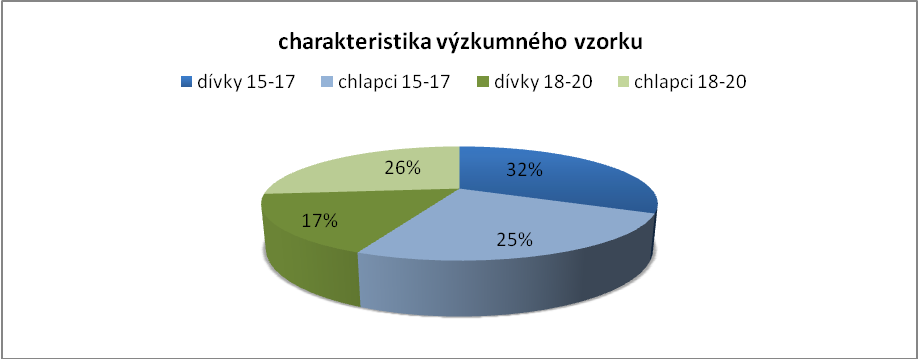 charakteristika výzkumného vzorku
dívky 15-17 chlapci 15-17 dívky 18-20 chlapci 18-20
26% 32%
17% 25%